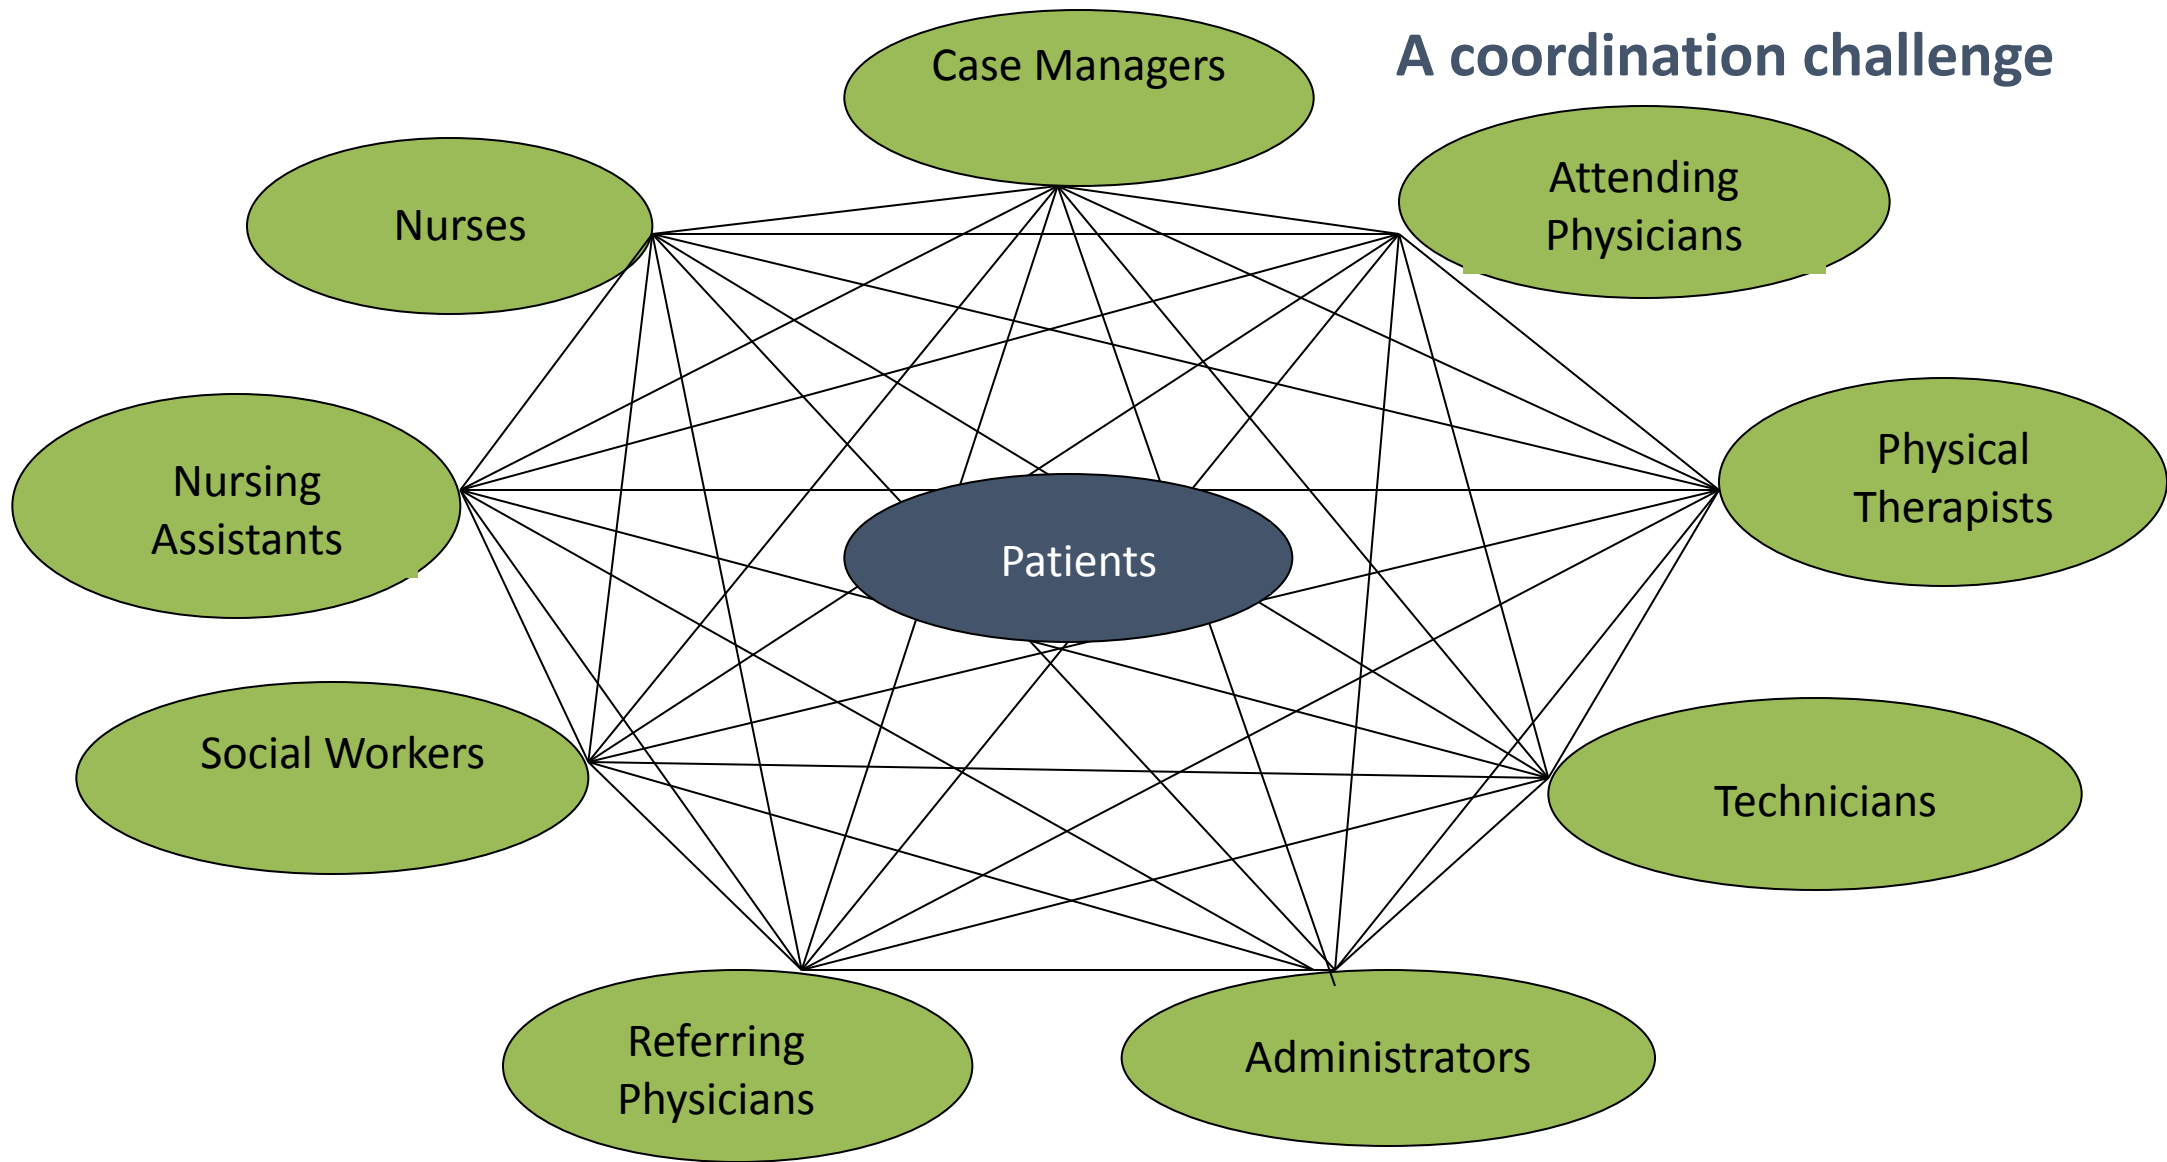 A coordination challenge
Case Managers
Attending
Physicians
Nurses
Physical
Therapists
Nursing
Assistants
Patients
Social Workers
Technicians
Referring
Physicians
Administrators